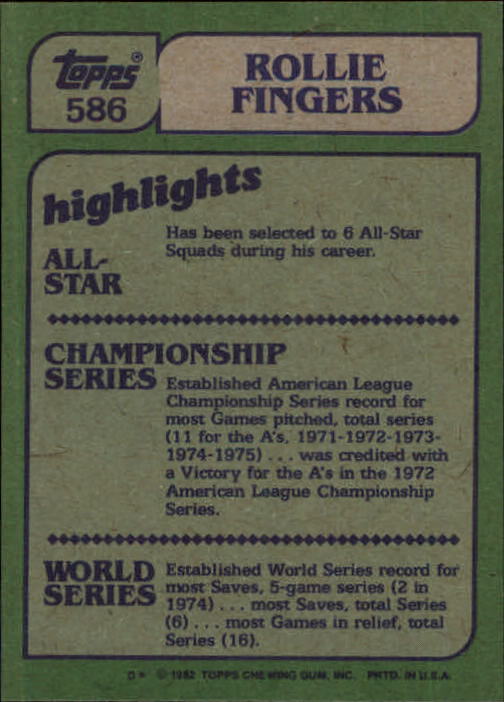 topps®
586
ROLLIE
FINGERS
highlights
ALL-
STAR
Has been selected to 6 All-Star
Squads during his career.
CHAMPIONSHIP
SERIES
Established American League
Championship Series record for
most Games pitched, total series
(11 for the A's, 1971-1972-1973-
1974-1975) . . . was credited with
a Victory for the A's in the 1972
American League Championship
Series.
WORLD
SERIES
Established World Series record for
most Saves, 5-game series (2 in
1974) . . . most Saves, total Series
(6) . . . most Games in relief, total
Series (16).
D* © 1982 TOPPS CHEWING GUM, INC. PRTD. IN U.S.A.